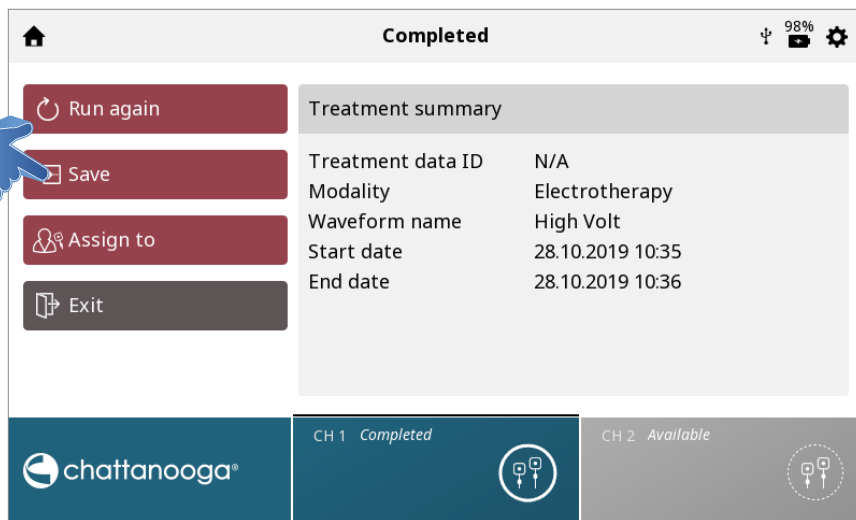 Completed
98%
Run again
Save
Assign to
Exit
Treatment summary
Treatment data ID N/A
Modality Electrotherapy
Waveform name High Volt
Start date 28.10.2019 10:35
End date 28.10.2019 10:36
chattanooga®
CH 1 Completed
CH 2 Available